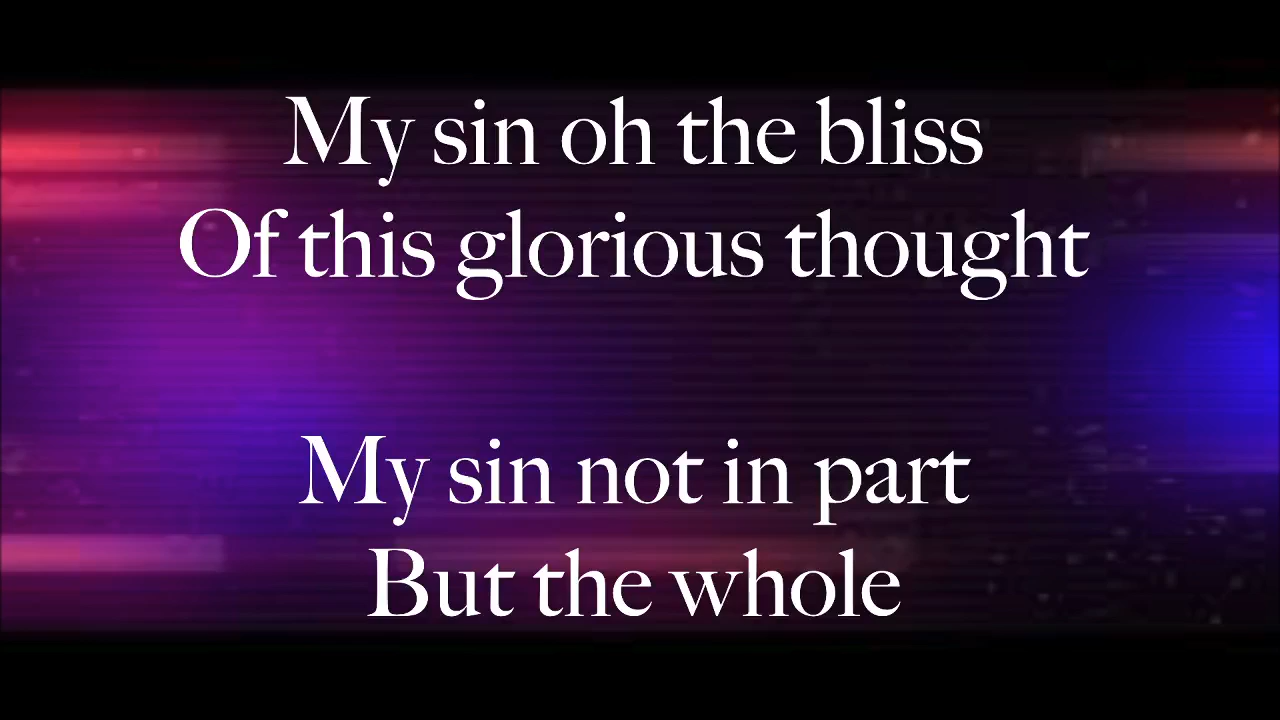 My sin oh the bliss
Of this glorious thought
My sin not in part
But the whole